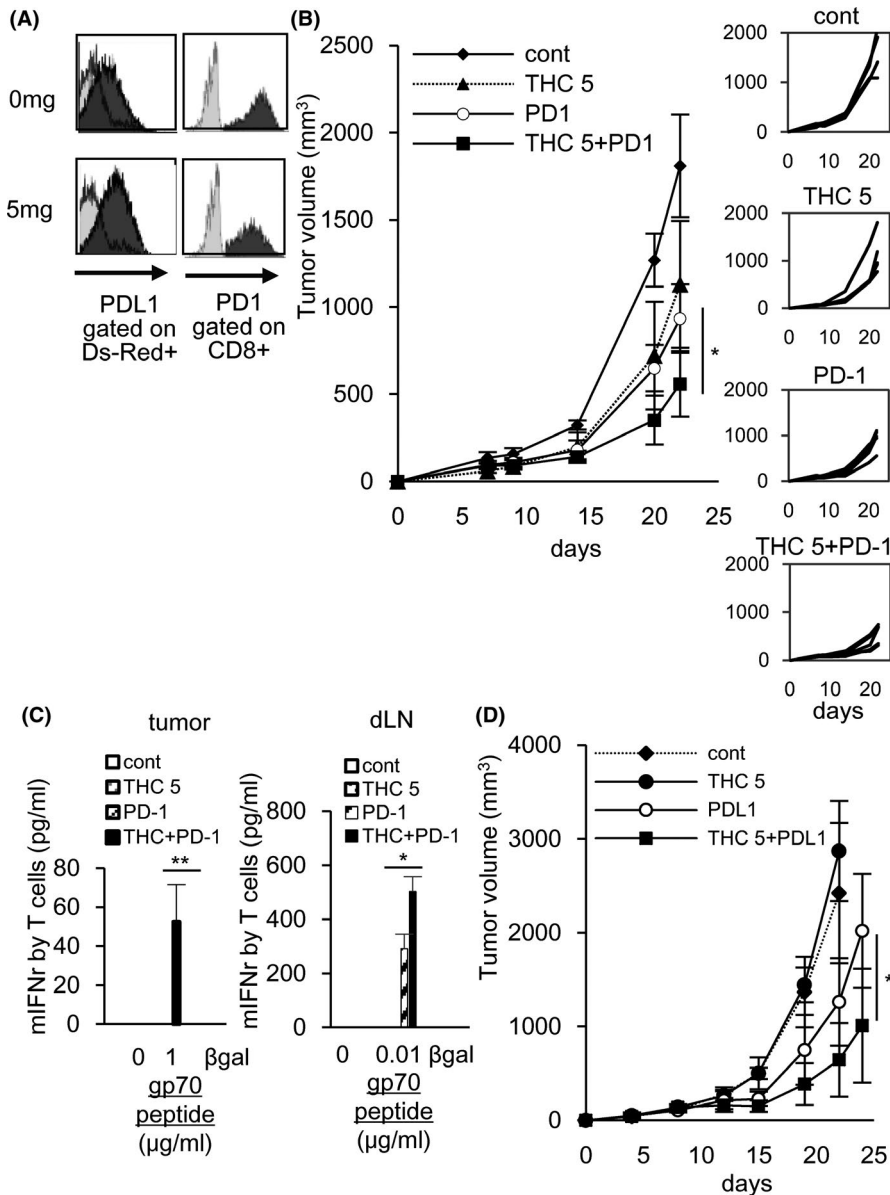 (A)
0mg
5mg
PDL1
gated on
Ds-Red+
PD1
gated on
CD8+
(B)
Tumor volume (mm³)
2500
2000
1500
1000
500
0
0 5 10 15 20 25
days
cont
THC 5
PD1
THC 5+PD1
*
cont
2000
1000
0
0 10 20
THC 5
2000
1000
0
0 10 20
PD-1
2000
1000
0
0 10 20
THC 5+PD-1
2000
1000
0
0 10 20
days
(C)
tumor
cont
THC 5
PD-1
THC+PD-1
mIFNr by T cells (pg/ml)
80
60
40
20
0
**
0 1 βgal
gp70
peptide
(μg/ml)
dLN
cont
THC 5
PD-1
THC+PD-1
mIFNr by T cells (pg/ml)
800
600
400
200
0
*
0 0.01 βgal
gp70
peptide
(μg/ml)
(D)
Tumor volume (mm³)
4000
3000
2000
1000
0
0 5 10 15 20 25
days
cont
THC 5
PDL1
THC 5+PDL1
*